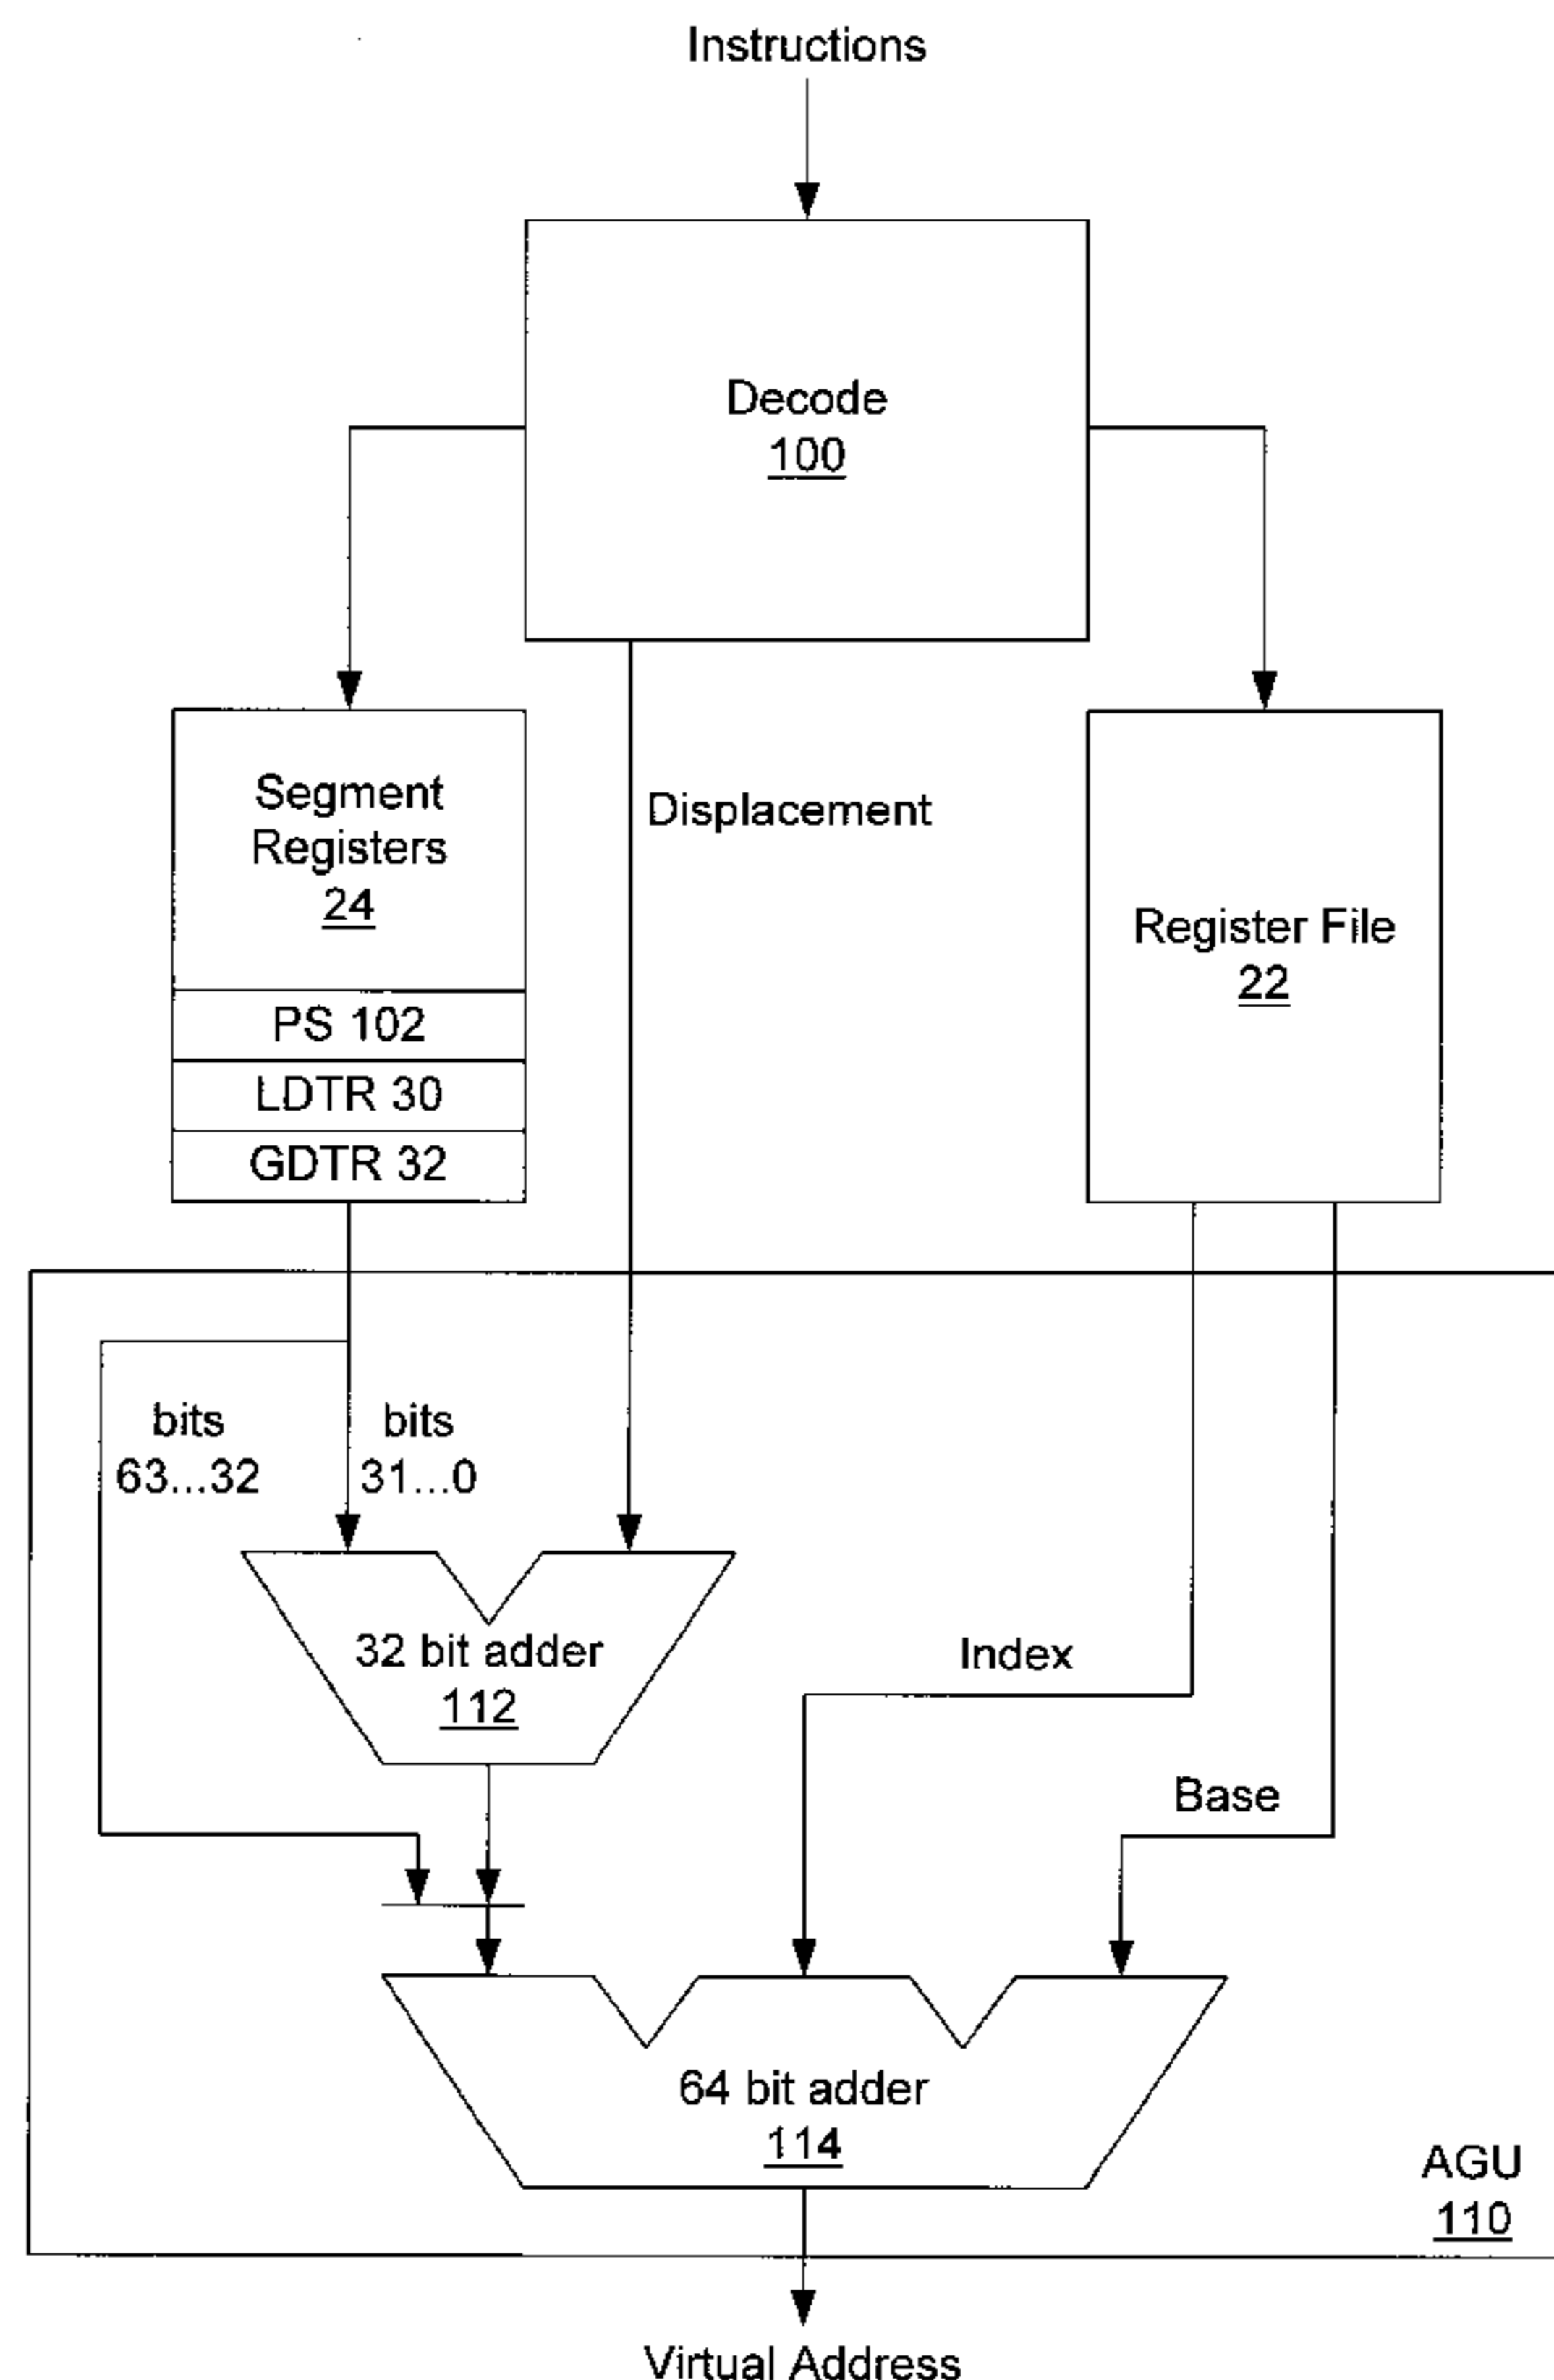 Instructions
Decode
100
Segment
Registers
24
Displacement
Register File
22
PS 102
LDTR 30
GDTR 32
bits
63...32
bits
31...0
32 bit adder
112
Index
Base
64 bit adder
114
AGU
110
Virtual Address